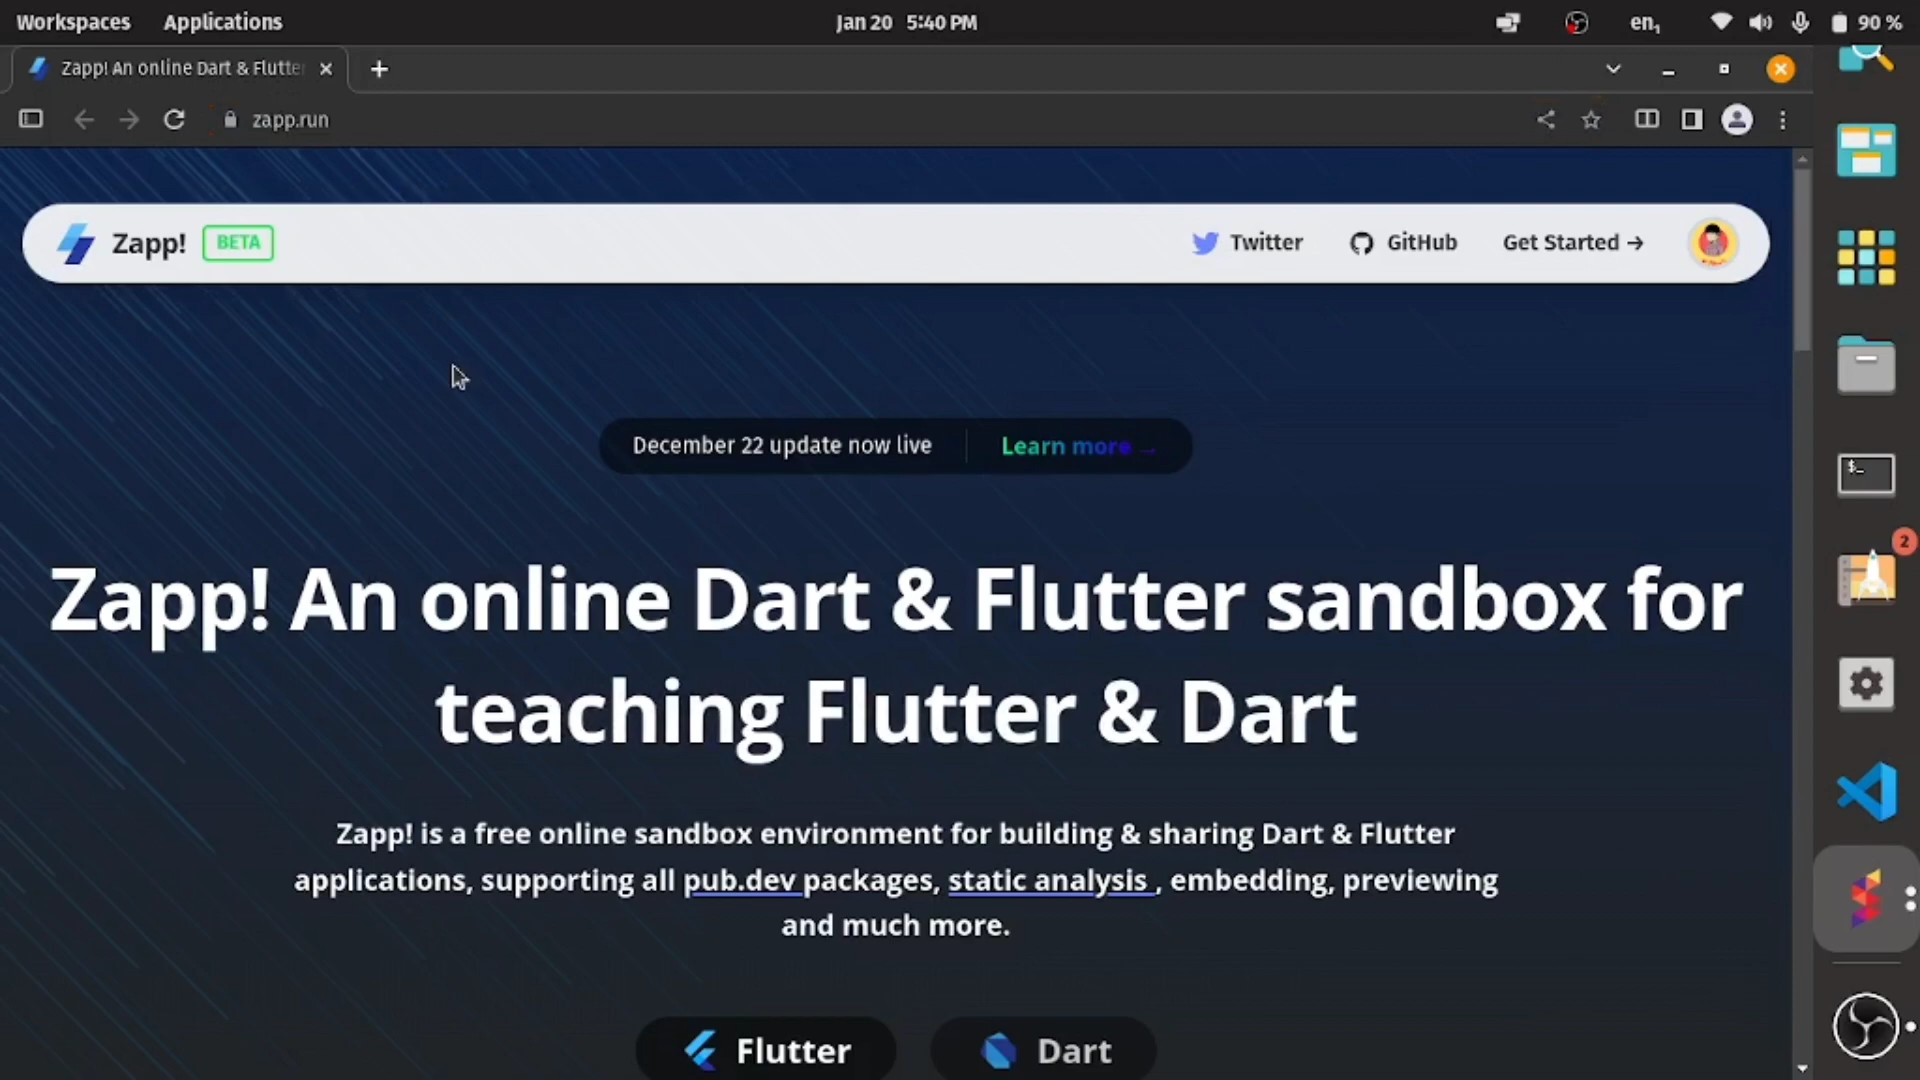 Workspaces Applications Jan 20 5:40 PM en₁ 90 %
Zapp! An online Dart & Flutte
zapp.run
Zapp! BETA Twitter GitHub Get Started →
December 22 update now live Learn more →
Zapp! An online Dart & Flutter sandbox for
teaching Flutter & Dart
Zapp! is a free online sandbox environment for building & sharing Dart & Flutter
applications, supporting all pub.dev packages, static analysis , embedding, previewing
and much more.
Flutter Dart
$_
2